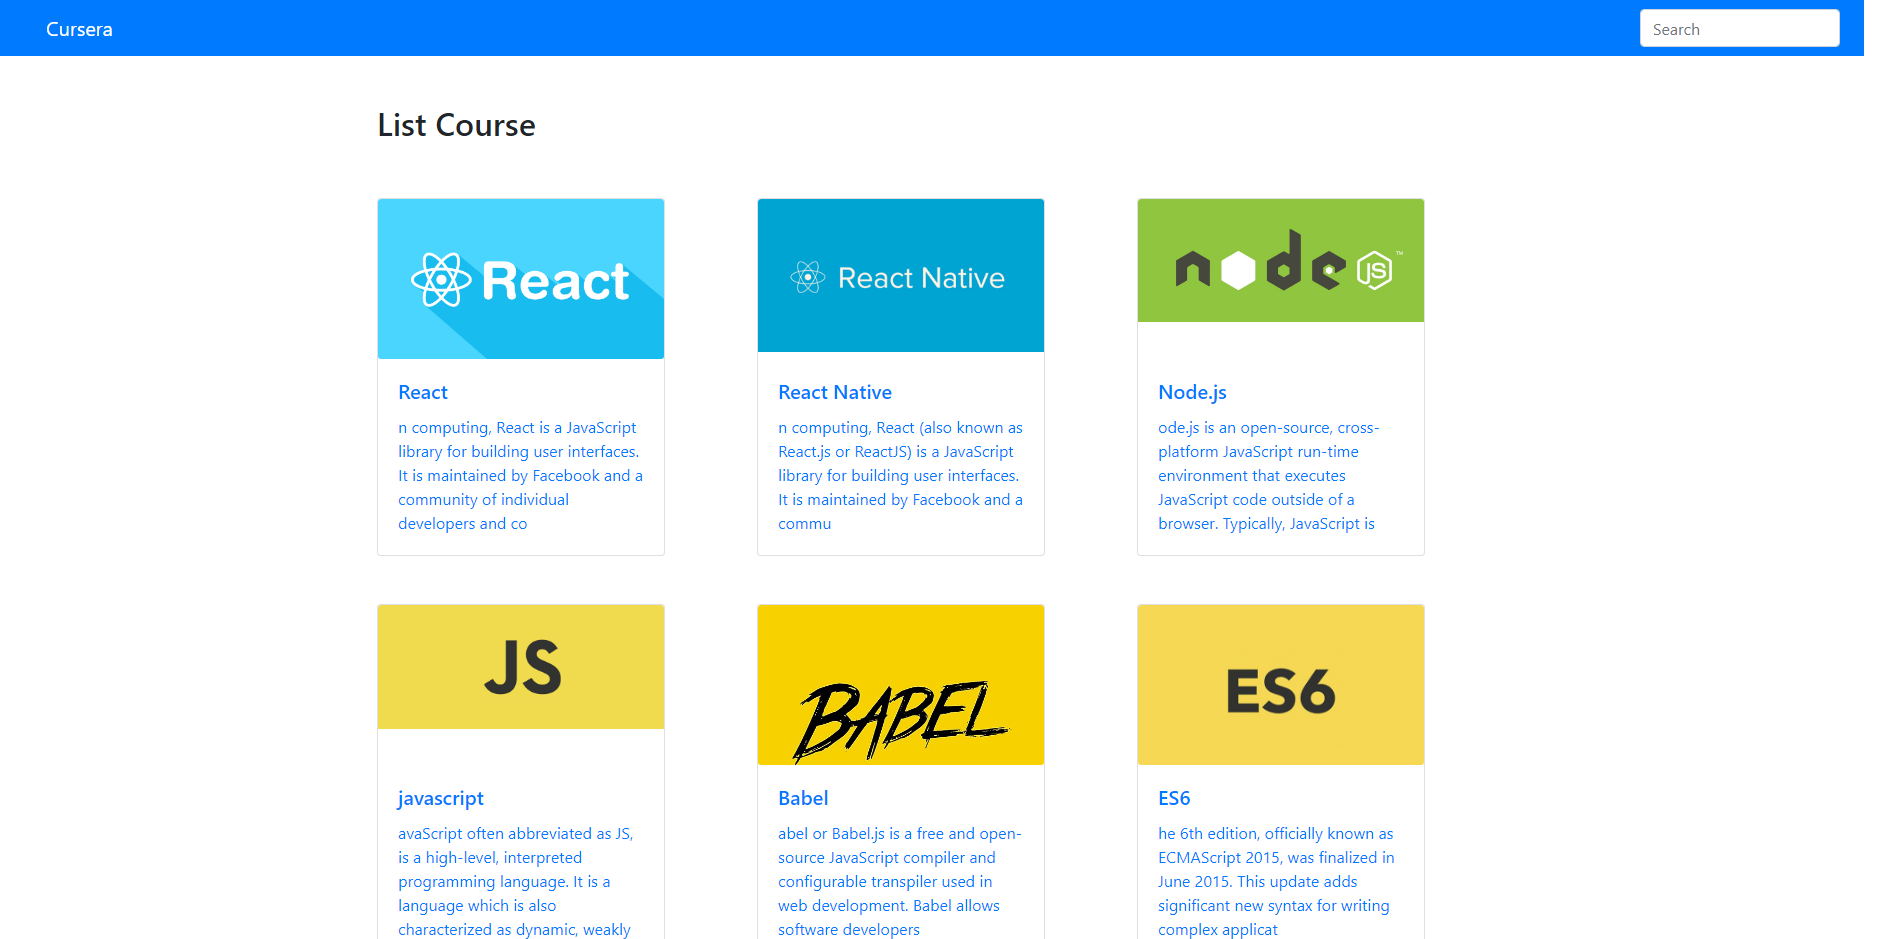 Cursera
Search
List Course
React
React Native
node JS ™
React
n computing, React is a JavaScript
library for building user interfaces.
It is maintained by Facebook and a
community of individual
developers and co
React Native
n computing, React (also known as
React.js or ReactJS) is a JavaScript
library for building user interfaces.
It is maintained by Facebook and a
commu
Node.js
ode.js is an open-source, cross-
platform JavaScript run-time
environment that executes
JavaScript code outside of a
browser. Typically, JavaScript is
JS
BABEL
ES6
javascript
avaScript often abbreviated as JS,
is a high-level, interpreted
programming language. It is a
language which is also
characterized as dynamic, weakly
Babel
abel or Babel.js is a free and open-
source JavaScript compiler and
configurable transpiler used in
web development. Babel allows
software developers
ES6
he 6th edition, officially known as
ECMAScript 2015, was finalized in
June 2015. This update adds
significant new syntax for writing
complex applicat